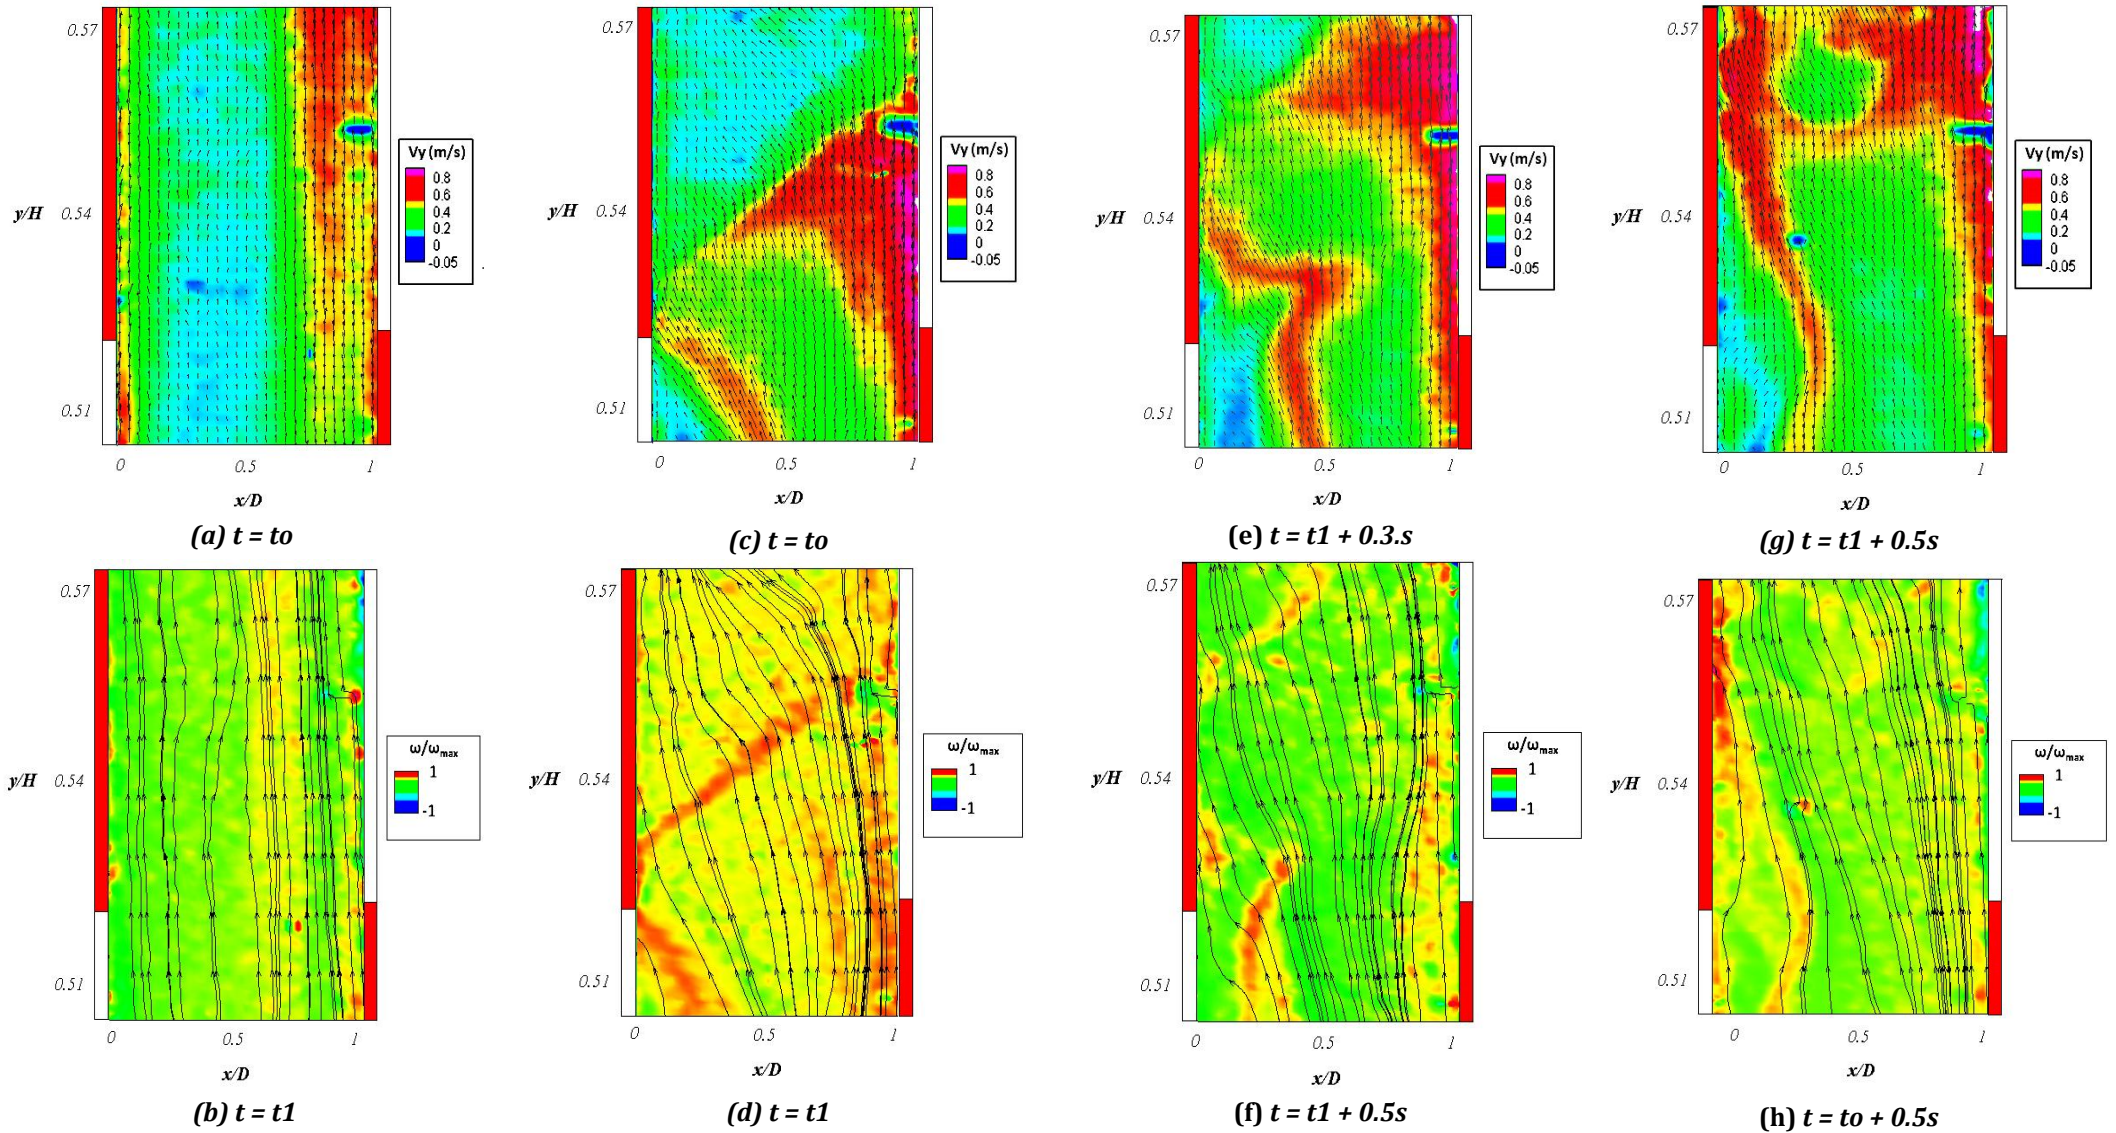 0.57
y/H 0.54
0.51
0 0.5 1
x/D
Vy (m/s)
0.8
0.6
0.4
0.2
0
-0.05
(a) t = to
0.57
y/H 0.54
0.51
0 0.5 1
x/D
Vy (m/s)
0.8
0.6
0.4
0.2
0
-0.05
(c) t = to
0.57
y/H 0.54
0.51
0 0.5 1
x/D
Vy (m/s)
0.8
0.6
0.4
0.2
0
-0.05
(e) t = t1 + 0.3.s
0.57
y/H 0.54
0.51
0 0.5 1
x/D
Vy (m/s)
0.8
0.6
0.4
0.2
0
-0.05
(g) t = t1 + 0.5s
0.57
y/H 0.54
0.51
0 0.5 1
x/D
ω/ωmax
1
-1
(b) t = t1
0.57
y/H 0.54
0.51
0 0.5 1
x/D
ω/ωmax
1
-1
(d) t = t1
0.57
y/H 0.54
0.51
0 0.5 1
x/D
ω/ωmax
1
-1
(f) t = t1 + 0.5s
0.57
y/H 0.54
0.51
0 0.5 1
x/D
ω/ωmax
1
-1
(h) t = to + 0.5s